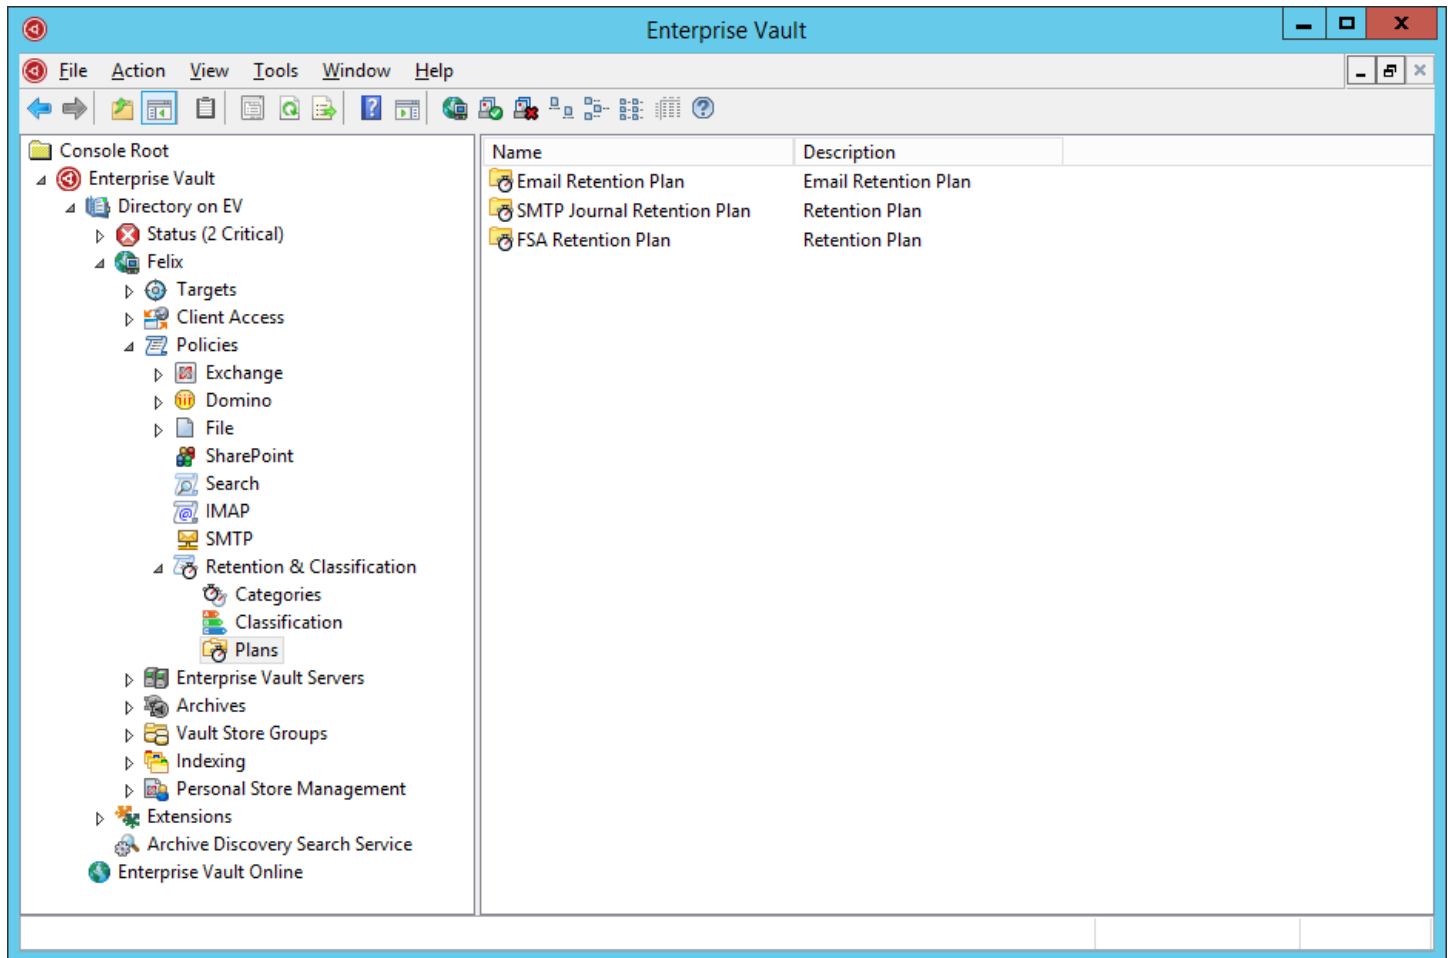 Enterprise Vault
File Action View Tools Window Help
Console Root
Enterprise Vault
Directory on EV
Status (2 Critical)
Felix
Targets
Client Access
Policies
Exchange
Domino
File
SharePoint
Search
IMAP
SMTP
Retention & Classification
Categories
Classification
Plans
Enterprise Vault Servers
Archives
Vault Store Groups
Indexing
Personal Store Management
Extensions
Archive Discovery Search Service
Enterprise Vault Online
Name Description
Email Retention Plan Email Retention Plan
SMTP Journal Retention Plan Retention Plan
FSA Retention Plan Retention Plan